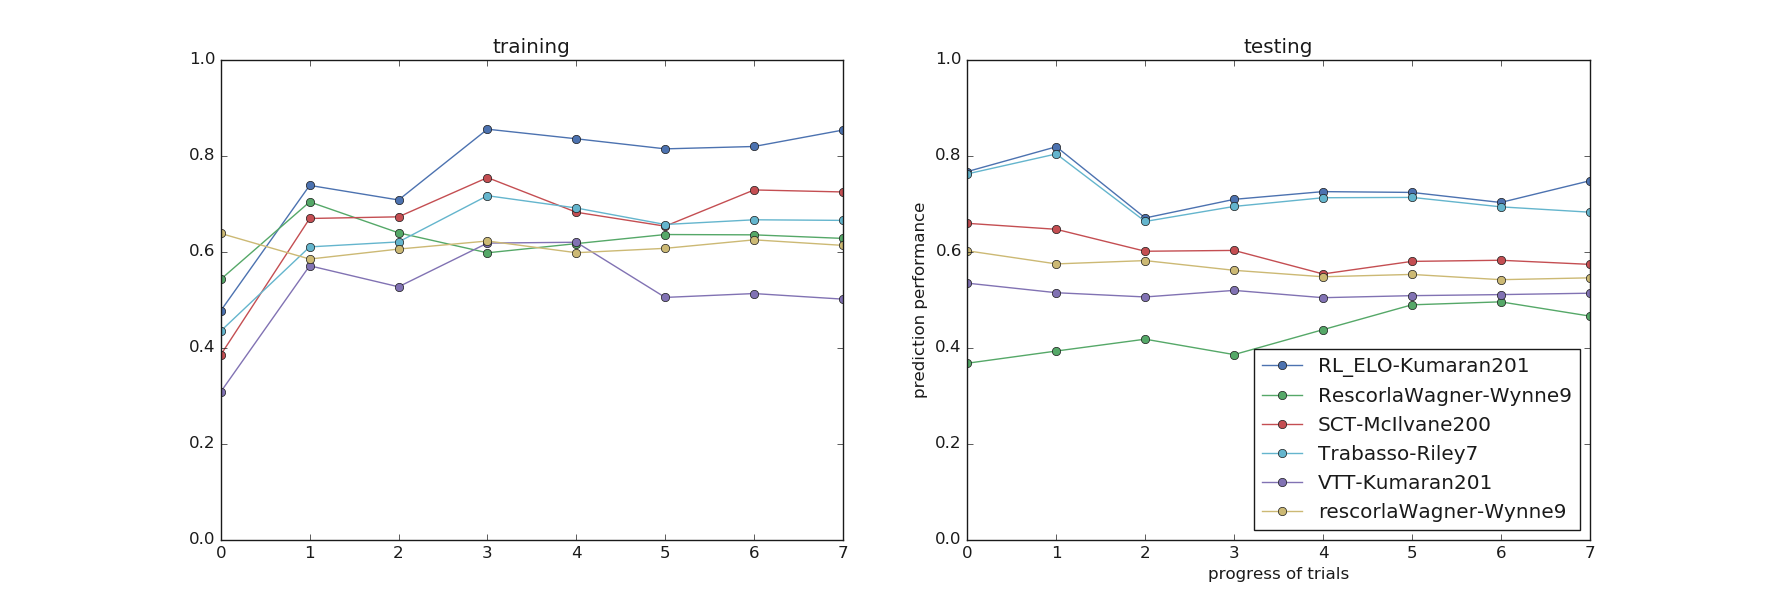 training
1.0
0.8
0.6
0.4
0.2
0.0
0 1 2 3 4 5 6 7
testing
prediction performance
1.0
0.8
0.6
0.4
0.2
0.0
RL_ELO-Kumaran201
RescorlaWagner-Wynne9
SCT-McIlvane200
Trabasso-Riley7
VTT-Kumaran201
rescorlaWagner-Wynne9
0 1 2 3 4 5 6 7
progress of trials